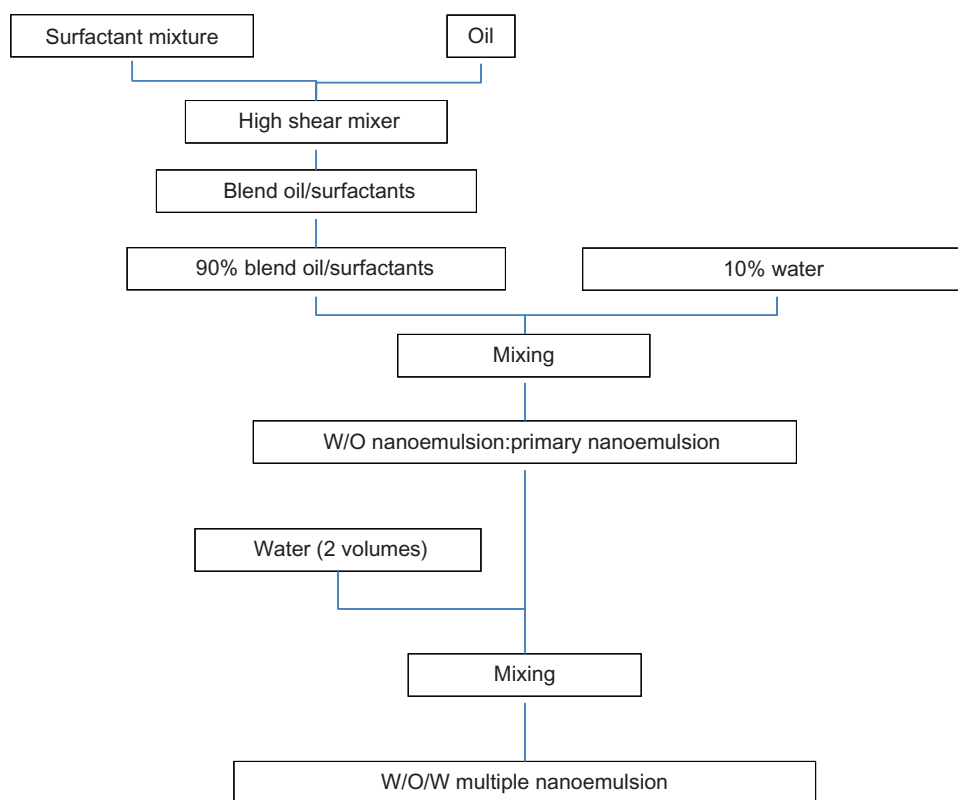 Surfactant mixture
Oil
High shear mixer
Blend oil/surfactants
90% blend oil/surfactants
10% water
Mixing
W/O nanoemulsion:primary nanoemulsion
Water (2 volumes)
Mixing
W/O/W multiple nanoemulsion